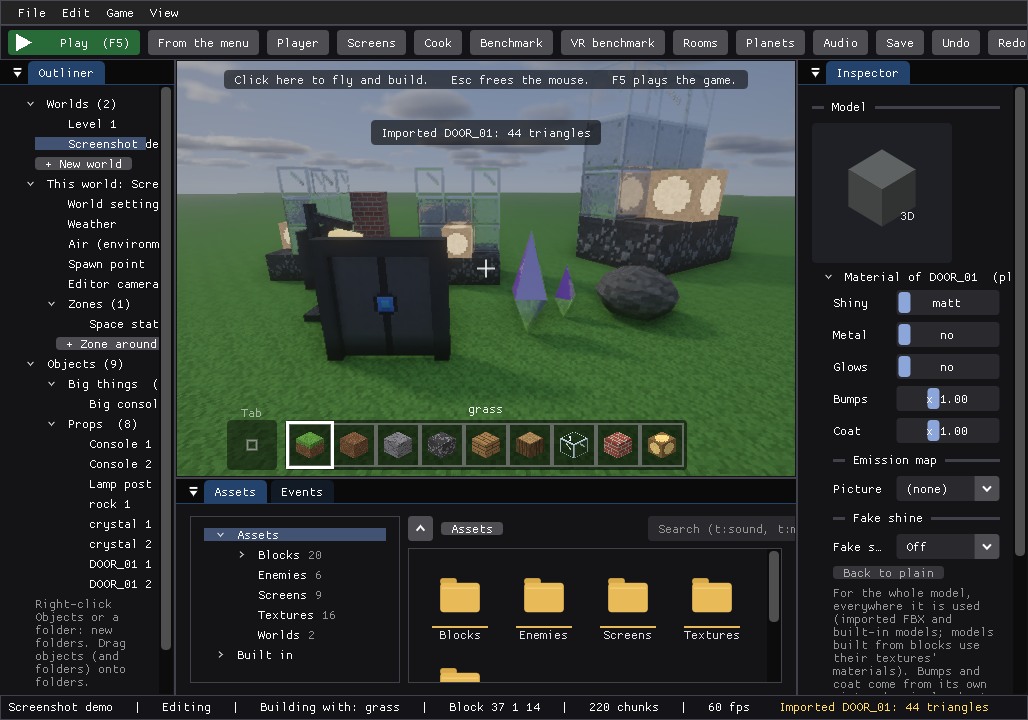 File Edit Game View
Play (F5) From the menu Player Screens Cook Benchmark VR benchmark Rooms Planets Audio Save Undo Redo
Outliner
Worlds (2)
Level 1
Screenshot de
+ New world
This world: Scre
World setting
Weather
Air (environm
Spawn point
Editor camera
Zones (1)
Space stat
+ Zone around
Objects (9)
Big things (
Big consol
Props (8)
Console 1
Console 2
Lamp post
rock 1
crystal 1
crystal 2
DOOR_01 1
DOOR_01 2
Right-click
Objects or a
folder: new
folders. Drag
objects (and
folders) onto
folders.
Click here to fly and build. Esc frees the mouse. F5 plays the game.
Imported DOOR_01: 44 triangles
grass
Tab
Assets Events
Assets
Blocks 20
Enemies 6
Screens 9
Textures 16
Worlds 2
Built in
Assets
Search (t:sound, t:m
Blocks Enemies Screens Textures
Inspector
Model
3D
Material of DOOR_01 (pl
Shiny matt
Metal no
Glows no
Bumps x 1.00
Coat x 1.00
Emission map
Picture (none)
Fake shine
Fake s… Off
Back to plain
For the whole model,
everywhere it is used
(imported FBX and
built-in models; models
built from blocks use
their textures'
materials). Bumps and
coat come from its own
Screenshot demo | Editing | Building with: grass | Block 37 1 14 | 220 chunks | 60 fps Imported DOOR_01: 44 triangles